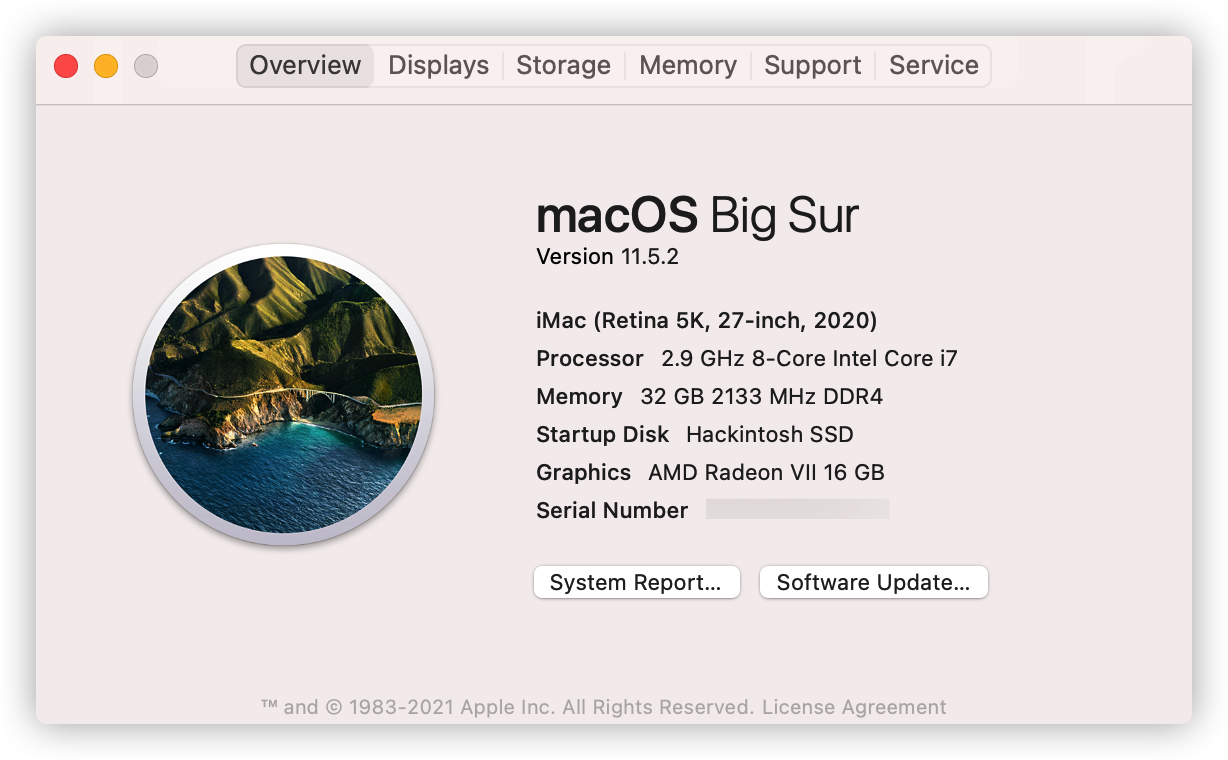 Overview Displays Storage Memory Support Service
macOS Big Sur
Version 11.5.2
iMac (Retina 5K, 27-inch, 2020)
Processor 2.9 GHz 8-Core Intel Core i7
Memory 32 GB 2133 MHz DDR4
Startup Disk Hackintosh SSD
Graphics AMD Radeon VII 16 GB
Serial Number
System Report... Software Update...
™ and © 1983-2021 Apple Inc. All Rights Reserved. License Agreement